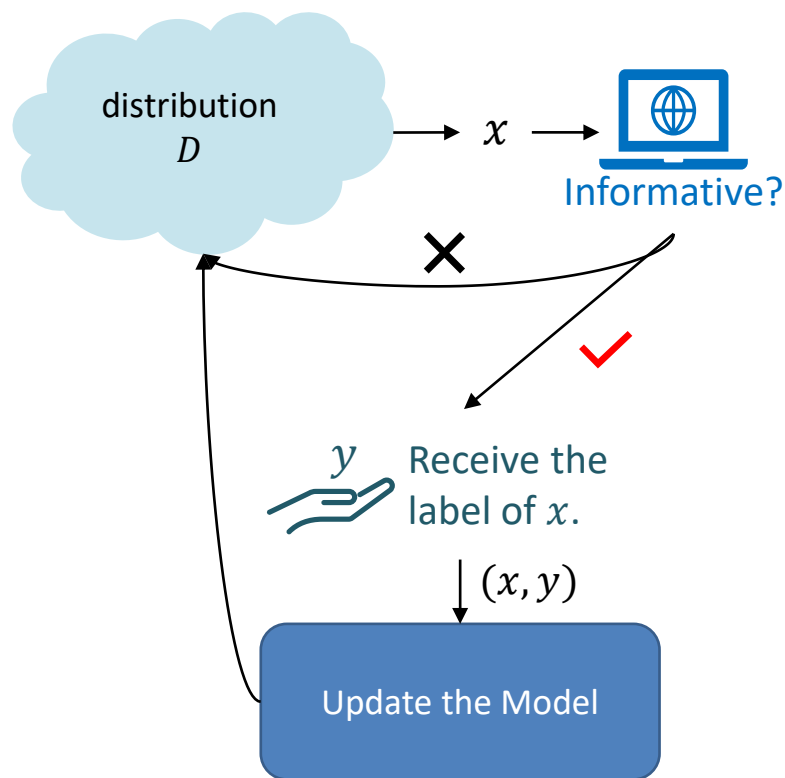 distribution
D
x
Informative?
y
Receive the
label of x.
(x, y)
Update the Model